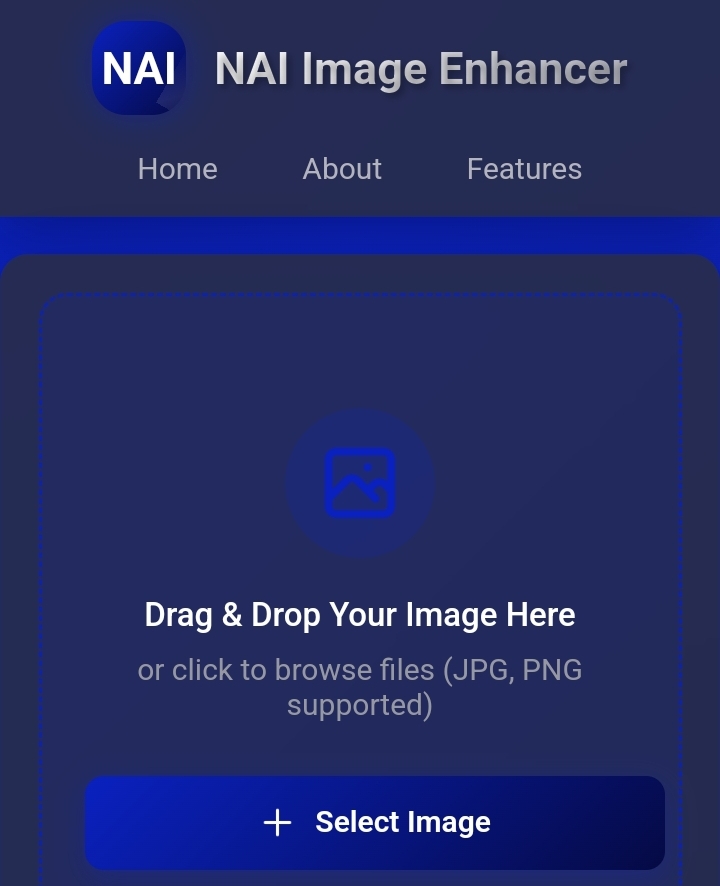 NAI NAI Image Enhancer
Home About Features
Drag & Drop Your Image Here
or click to browse files (JPG, PNG
supported)
Select Image